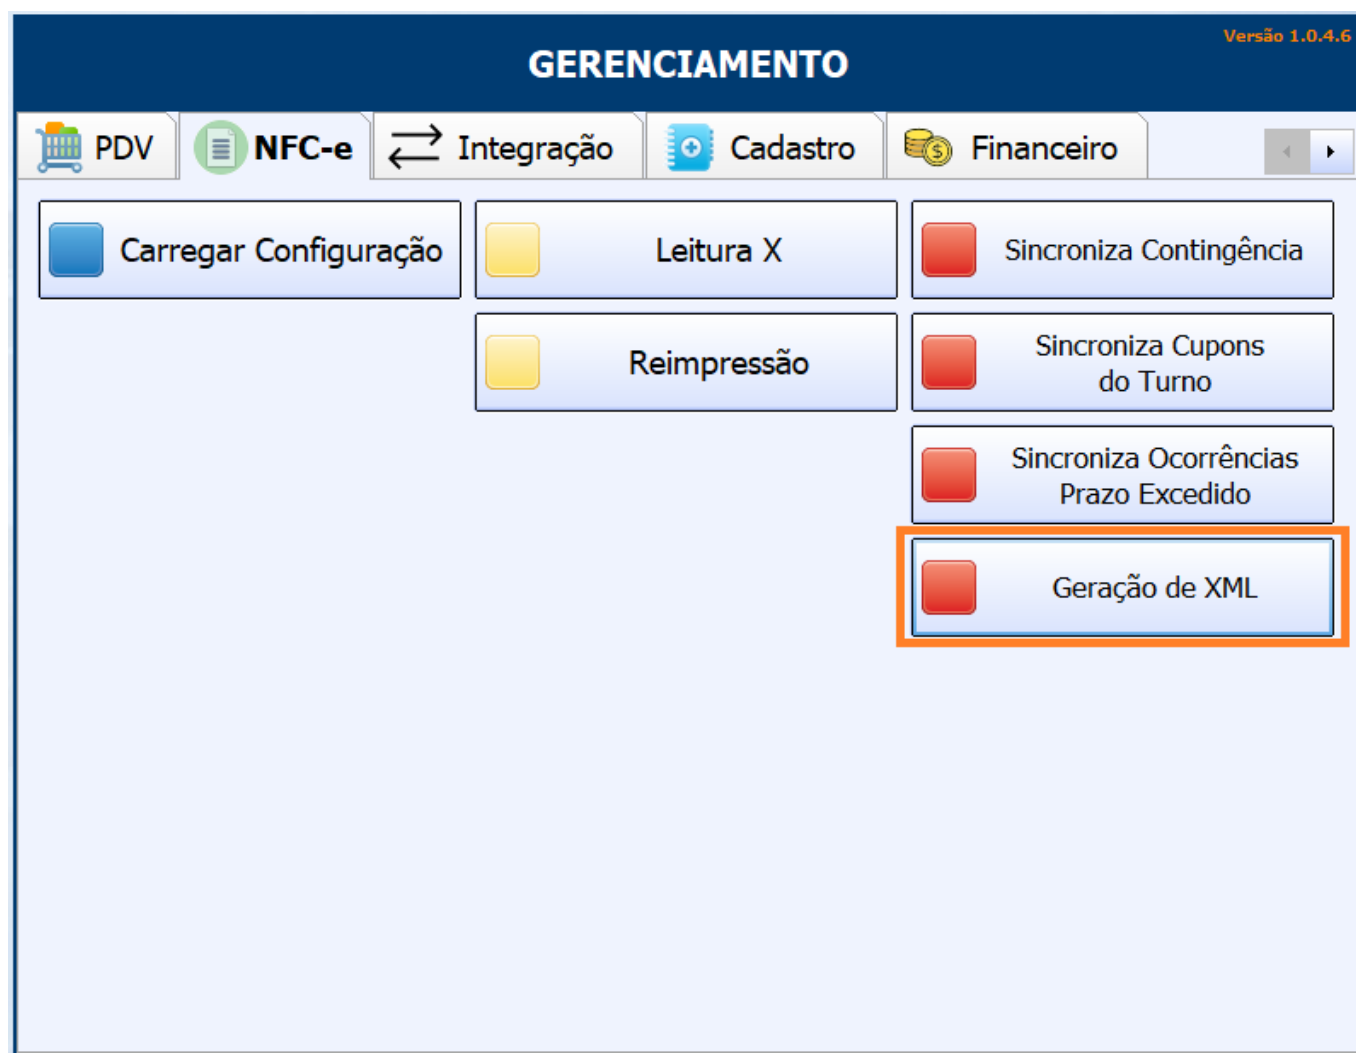 Versão 1.0.4.6
GERENCIAMENTO
PDV
NFC-e
Integração
Cadastro
Financeiro
Carregar Configuração
Leitura X
Sincroniza Contingência
Reimpressão
Sincroniza Cupons
do Turno
Sincroniza Ocorrências
Prazo Excedido
Geração de XML